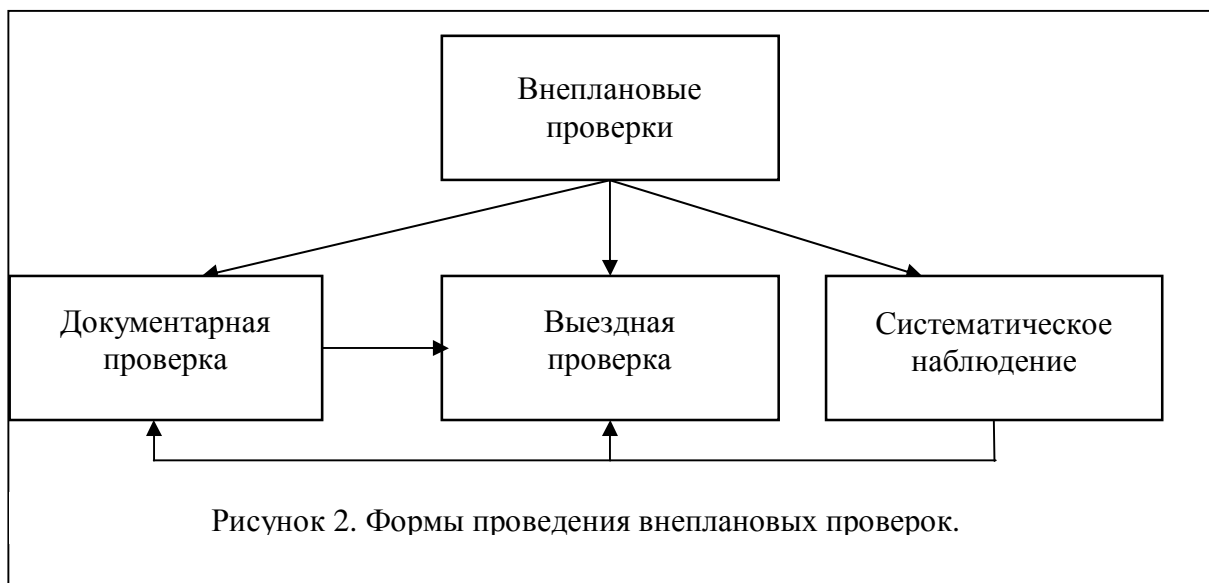 Внеплановые
проверки
Документарная
проверка
Выездная
проверка
Систематическое
наблюдение
Рисунок 2. Формы проведения внеплановых проверок.